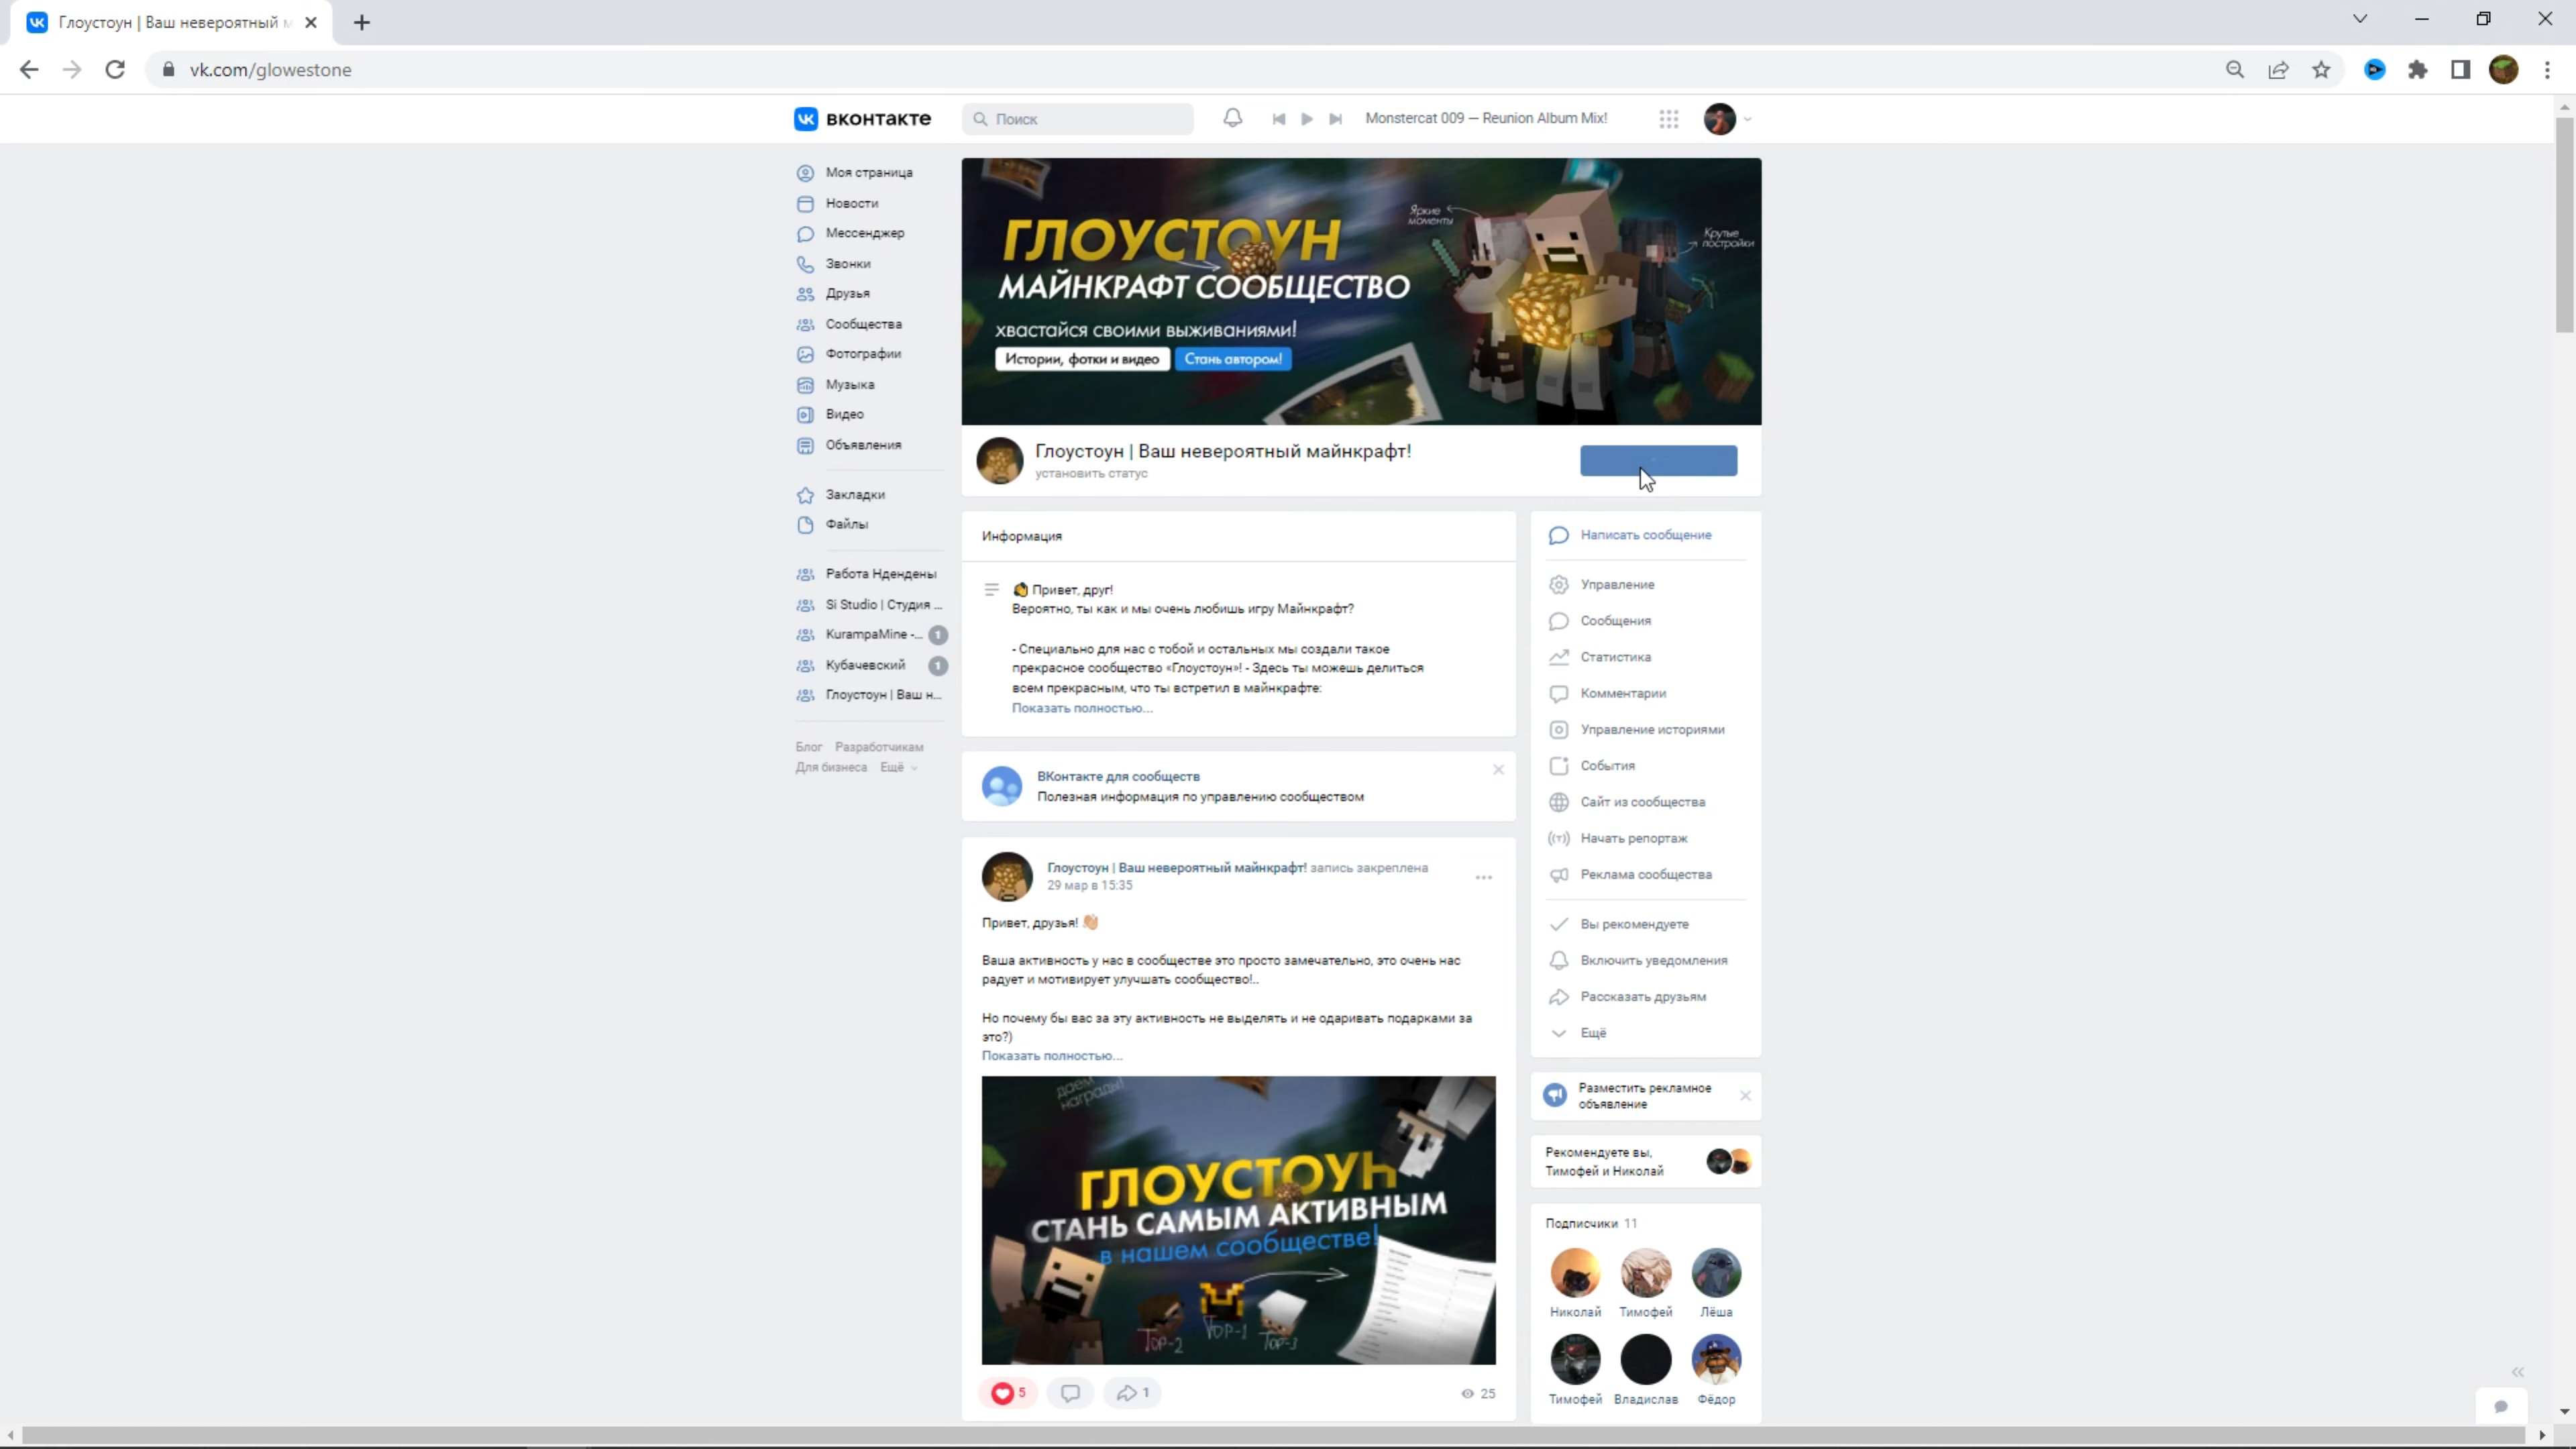 Глоустоун | Ваш невероятный м
vk.com/glowestone
вконтакте
Поиск
Monstercat 009 — Reunion Album Mix!
Моя страница
Новости
Мессенджер
Звонки
Друзья
Сообщества
Фотографии
Музыка
Видео
Объявления
Закладки
Файлы
Работа Ндендены
Si Studio | Студия ...
KurampaMine -... 1
Кубачевский 1
Глоустоун | Ваш н...
Блог Разработчикам
Для бизнеса Ещё
ГЛОУСТОУН
МАЙНКРАФТ СООБЩЕСТВО
хвастайся своими выживаниями!
Истории, фотки и видео Стань автором!
Яркие
моменты
Крутые
постройки
Глоустоун | Ваш невероятный майнкрафт!
установить статус
Информация
Привет, друг!
Вероятно, ты как и мы очень любишь игру Майнкрафт?
- Специально для нас с тобой и остальных мы создали такое
прекрасное сообщество «Глоустоун»! - Здесь ты можешь делиться
всем прекрасным, что ты встретил в майнкрафте:
Показать полностью...
ВКонтакте для сообществ
Полезная информация по управлению сообществом
Глоустоун | Ваш невероятный майнкрафт! запись закреплена
29 мар в 15:35
Привет, друзья!
Ваша активность у нас в сообществе это просто замечательно, это очень нас
радует и мотивирует улучшать сообщество!..
Но почему бы вас за эту активность не выделять и не одаривать подарками за
это?)
Показать полностью...
даем
награды!
ГЛОУСТОУН
СТАНЬ САМЫМ АКТИВНЫМ
в нашем сообществе!
Top-2
Top-1
Top-3
5
1
25
Написать сообщение
Управление
Сообщения
Статистика
Комментарии
Управление историями
События
Сайт из сообщества
Начать репортаж
Реклама сообщества
Вы рекомендуете
Включить уведомления
Рассказать друзьям
Ещё
Разместить рекламное
объявление
Рекомендуете вы,
Тимофей и Николай
Подписчики 11
Николай Тимофей Лёша
Тимофей Владислав Фёдор